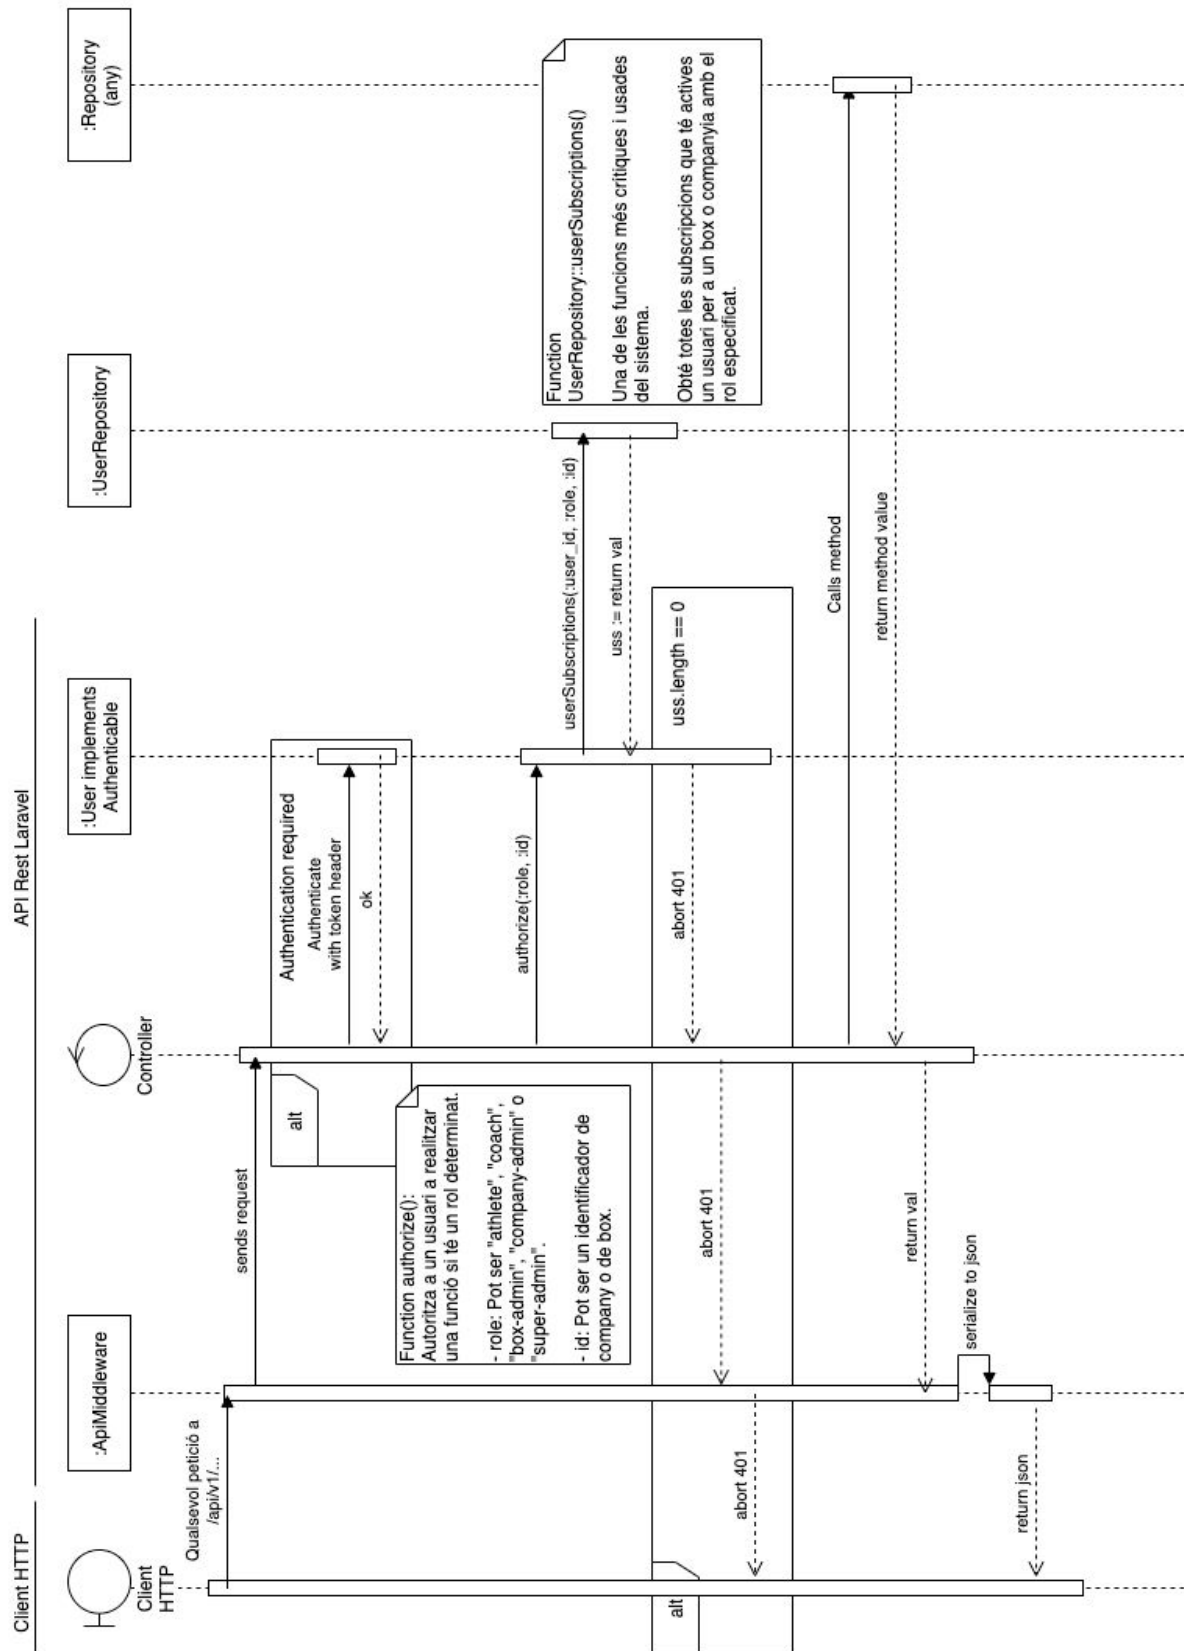 Client HTTP
API Rest Laravel
Client
HTTP
:ApiMiddleware
Controller
:User implements
Authenticable
:UserRepository
:Repository
(any)
Qualsevol petició a
/api/v1/...
sends request
alt
Authentication required
Authenticate
with token header
ok
Function authorize():
Autoritza a un usuari a realitzar
una funció si té un rol determinat.
- role: Pot ser "athlete", "coach",
"box-admin", "company-admin" o
"super-admin".
- id: Pot ser un identificador de
company o de box.
authorize(:role, :id)
userSubscriptions(:user_id, :role, :id)
uss := return val
Function
UserRepository::userSubscriptions()
Una de les funcions més critiques i usades
del sistema.
Obté totes les subscripcions que té actives
un usuari per a un box o companyia amb el
rol especificat.
alt
uss.length == 0
abort 401
abort 401
abort 401
Calls method
return method value
return val
serialize to json
return json